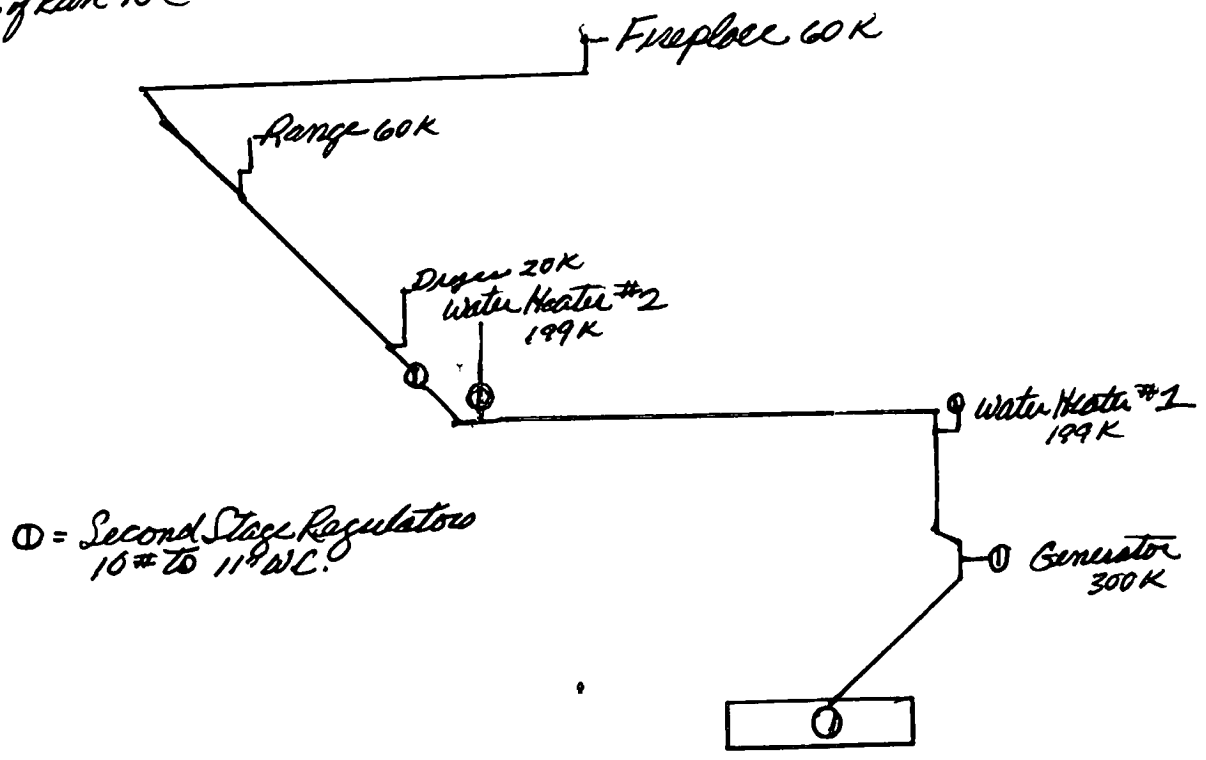 Fireplace 60K
Range 60K
Dryer 20K
Water Heater #2
199K
Water Heater #1
199K
① = Second Stage Regulators
10# to 11" WC.
Generator
300K